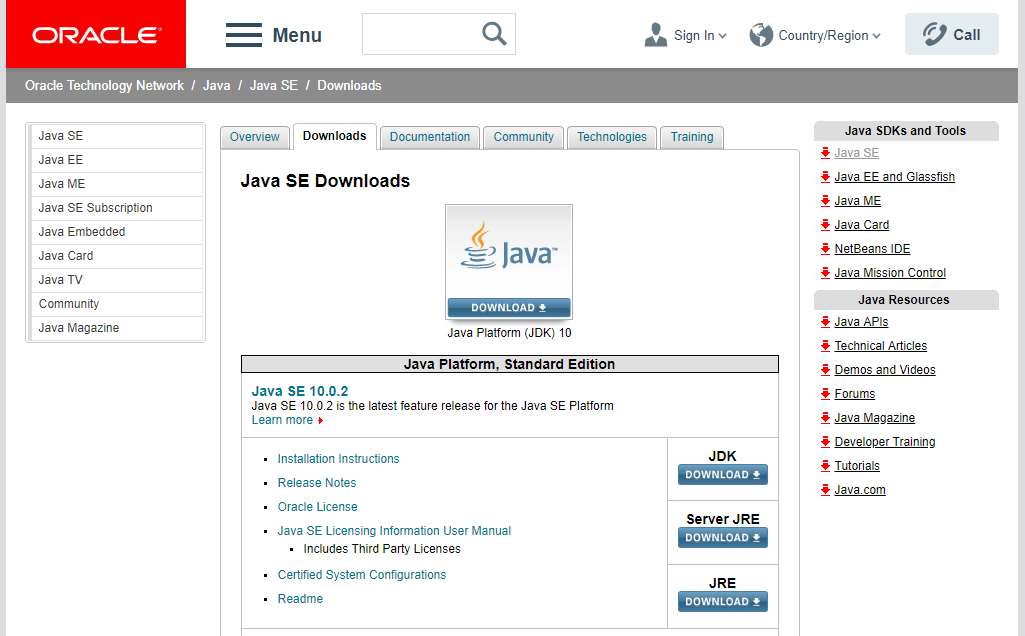 ORACLE®
Menu
Sign In
Country/Region
Call
Oracle Technology Network / Java / Java SE / Downloads
Java SE
Java EE
Java ME
Java SE Subscription
Java Embedded
Java Card
Java TV
Community
Java Magazine
Overview
Downloads
Documentation
Community
Technologies
Training
Java SE Downloads
Java™
DOWNLOAD
Java Platform (JDK) 10
Java Platform, Standard Edition
Java SE 10.0.2
Java SE 10.0.2 is the latest feature release for the Java SE Platform
Learn more
Installation Instructions
Release Notes
Oracle License
Java SE Licensing Information User Manual
Includes Third Party Licenses
Certified System Configurations
Readme
JDK
DOWNLOAD
Server JRE
DOWNLOAD
JRE
DOWNLOAD
Java SDKs and Tools
Java SE
Java EE and Glassfish
Java ME
Java Card
NetBeans IDE
Java Mission Control
Java Resources
Java APIs
Technical Articles
Demos and Videos
Forums
Java Magazine
Developer Training
Tutorials
Java.com